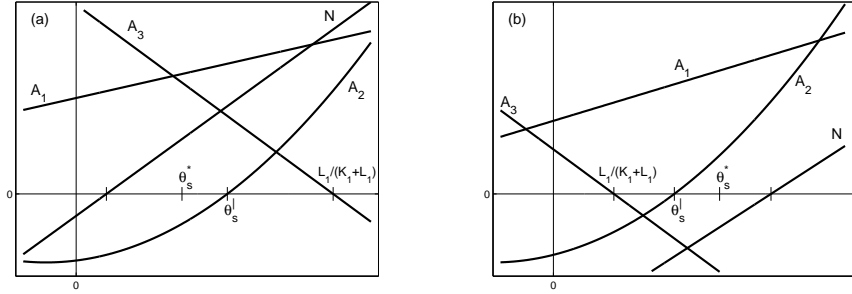 (a)
A3
N
A1
A2
θs*
L1/(K1+L1)
0
θs|
0
(b)
A1
A2
A3
N
L1/(K1+L1)
θs*
0
θs|
0